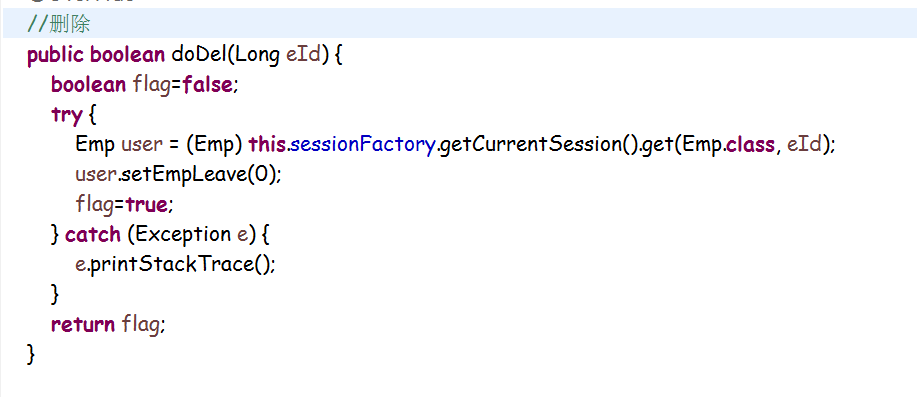 //删除
public boolean doDel(Long eId) {
boolean flag=false;
try {
Emp user = (Emp) this.sessionFactory.getCurrentSession().get(Emp.class, eId);
user.setEmpLeave(0);
flag=true;
} catch (Exception e) {
e.printStackTrace();
}
return flag;
}